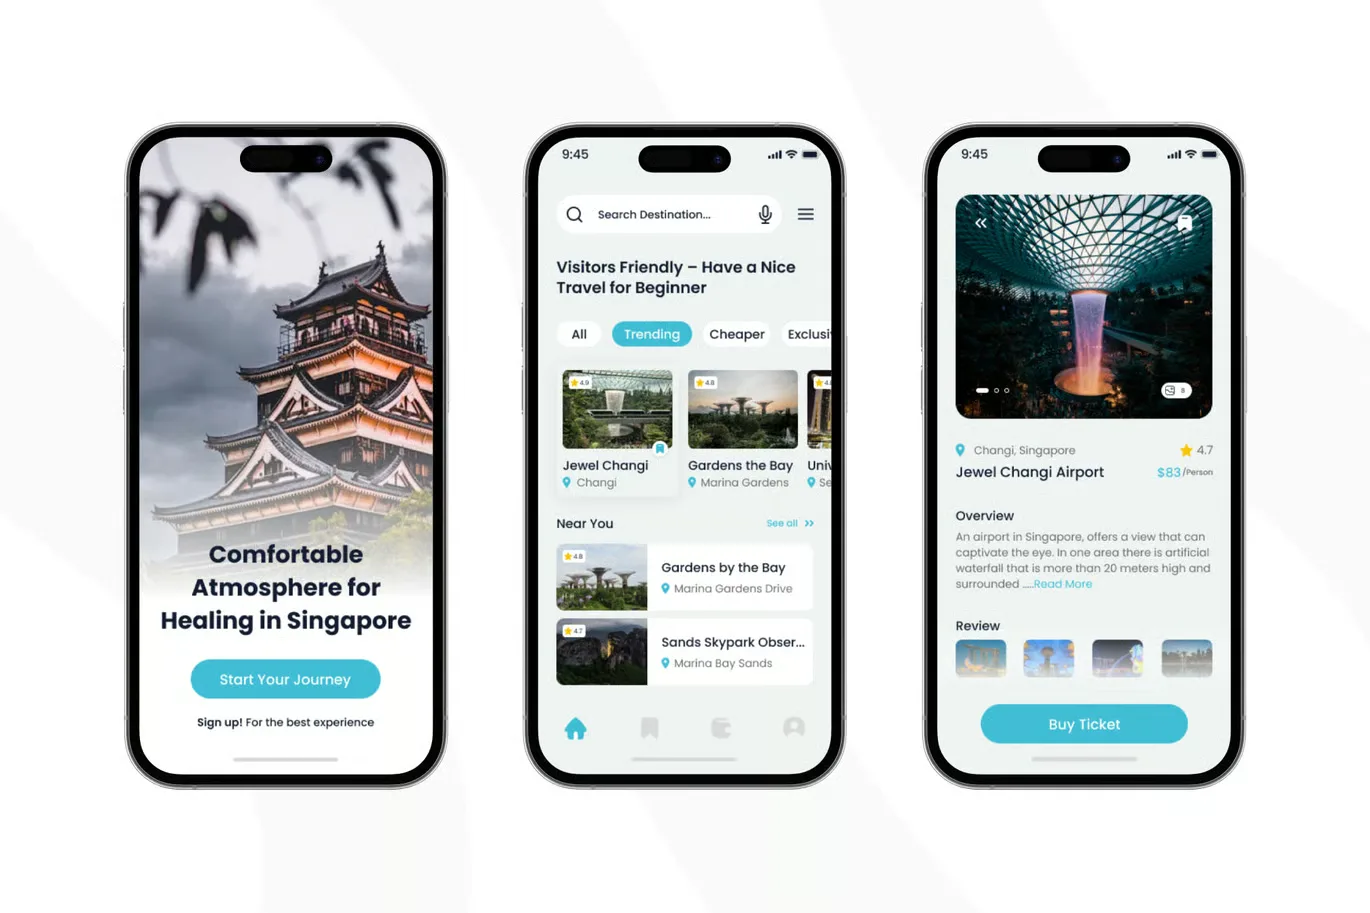 Comfortable
Atmosphere for
Healing in Singapore
Start Your Journey
Sign up! For the best experience
9:45
Search Destination...
Visitors Friendly – Have a Nice
Travel for Beginner
All
Trending
Cheaper
Exclusi
4.9
4.8
4.
Jewel Changi
Gardens the Bay
Univ
Changi
Marina Gardens
Se
Near You
See all
4.8
Gardens by the Bay
Marina Gardens Drive
4.7
Sands Skypark Obser...
Marina Bay Sands
9:45
8
Changi, Singapore
4.7
Jewel Changi Airport
$83/Person
Overview
An airport in Singapore, offers a view that can
captivate the eye. In one area there is artificial
waterfall that is more than 20 meters high and
surrounded .....Read More
Review
Buy Ticket